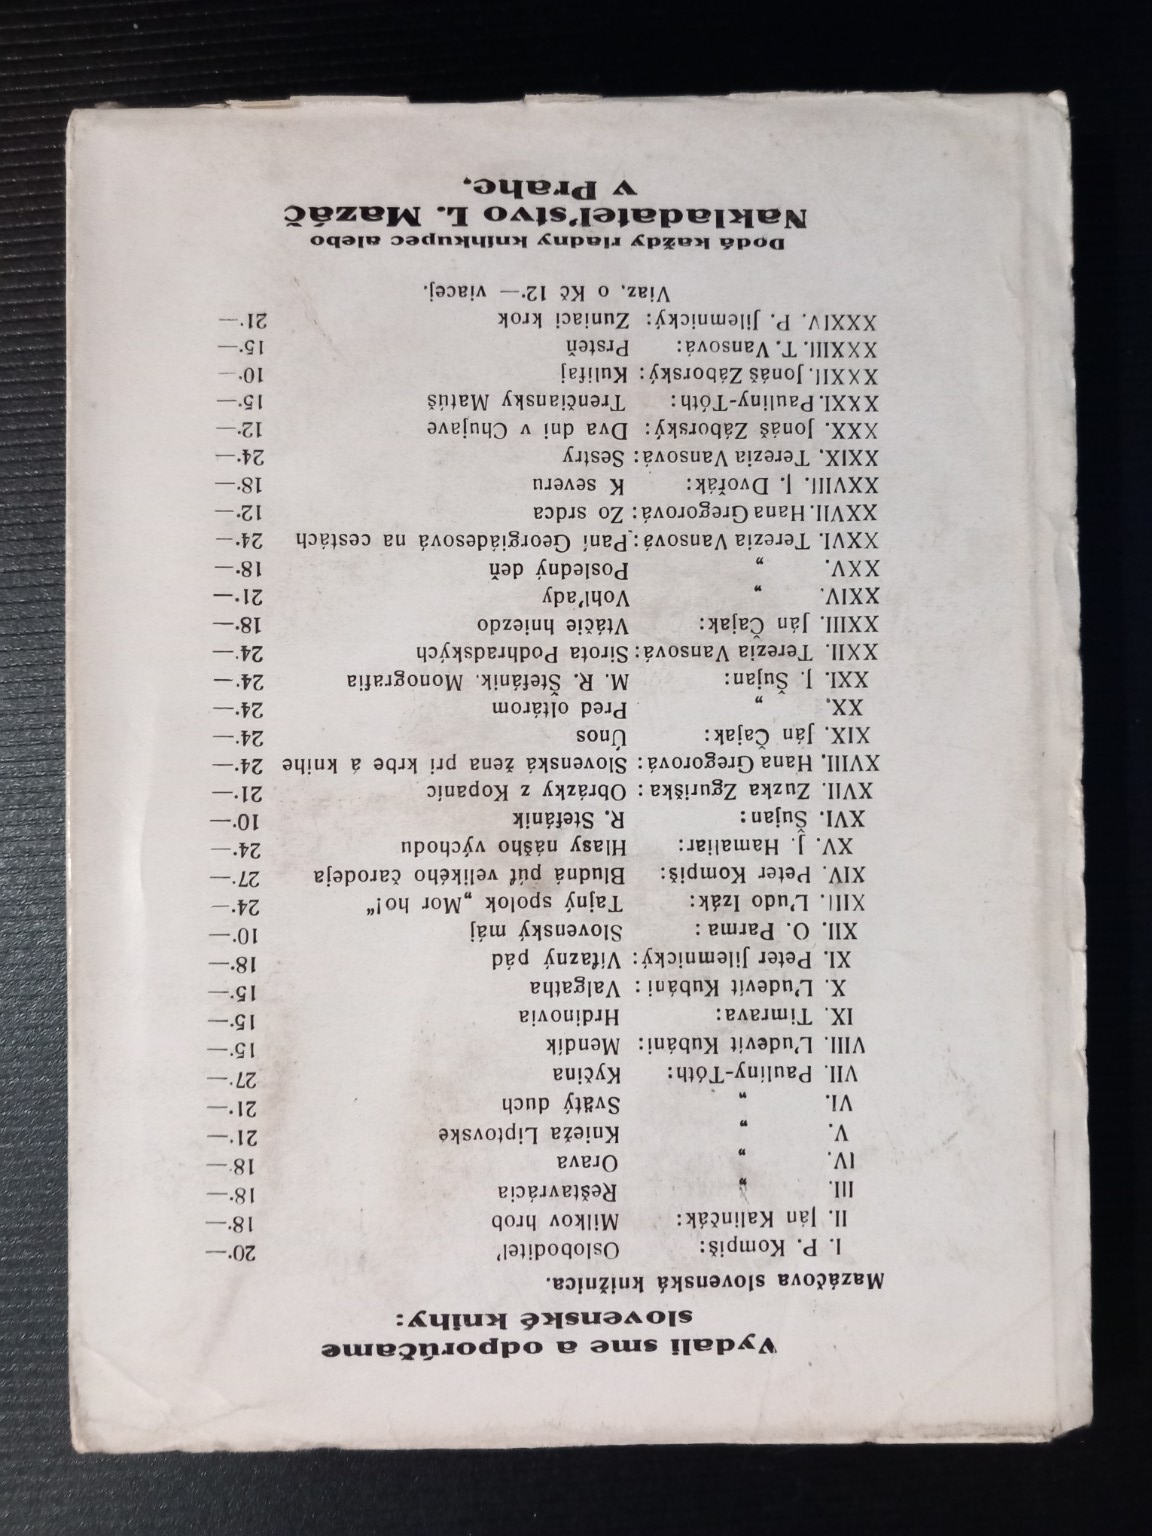 Vydali sme a odporúčame
slovenské knihy:
Mazáčova slovenská knižnica.
I. P. Kompiš: Osloboditeľ 20·—
II. Ján Kalinčák: Milkov hrob 18·—
III. „ Reštavrácia 18·—
IV. „ Orava 18·—
V. „ Knieža Liptovské 21·—
VI. „ Svätý duch 21·—
VII. Paulíny-Tóth: Kyčina 27·—
VIII. Ľudevít Kubáni: Mendík 15·—
IX. Timrava: Hrdinovia 15·—
X. Ľudevít Kubáni: Valgatha 15·—
XI. Peter Jilemnický: Víťazný pád 18·—
XII. O. Parma: Slovenský máj 10·—
XIII. Ľudo Izák: Tajný spolok „Mor ho!“ 24·—
XIV. Peter Kompiš: Bludná púť velikého čarodeja 27·—
XV. J. Hamaliar: Hlasy nášho východu 24·—
XVI. Šujan: R. Štefánik 10·—
XVII. Zuzka Zguriška: Obrázky z Kopaníc 21·—
XVIII. Hana Gregorová: Slovenská žena pri krbe á knihe 24·—
XIX. Ján Čajak: Únos 24·—
XX. „ Pred oltárom 24·—
XXI. J. Šujan: M. R. Štefánik. Monografia 24·—
XXII. Terezia Vansová: Sirota Podhradských 24·—
XXIII. Ján Čajak: Vtáčie hniezdo 18·—
XXIV. „ Vohľady 21·—
XXV. „ Posledný deň 18·—
XXVI. Terezia Vansová: Paní Georgiádesová na cestách 24·—
XXVII. Hana Gregorová: Zo srdca 12·—
XXVIII. J. Dvořák: K severu 18·—
XXIX. Terezia Vansová: Sestry 24·—
XXX. Jonáš Záborský: Dva dni v Chujave 12·—
XXXI. Paulíny-Tóth: Trenčiansky Matúš 15·—
XXXII. Jonáš Záborský: Kulifaj 10·—
XXXIII. T. Vansová: Prsteň 15·—
XXXIV. P. Jilemnický: Zuniaci krok 21·—
Viaz. o Kč 12·— viacej.
Dodá každý riadny kníhkupec alebo
Nakladateľstvo L. Mazáč
v Prahe.